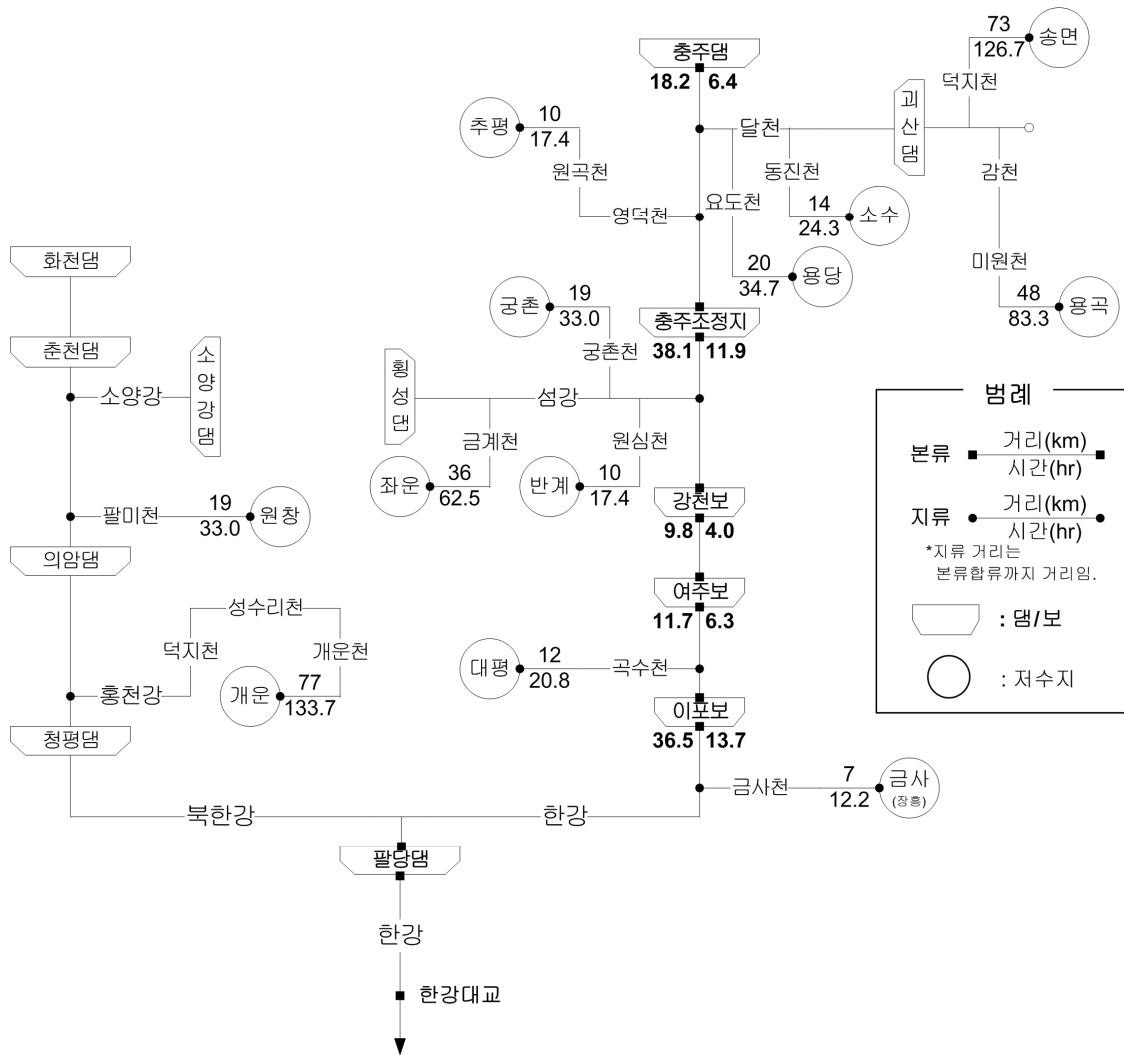 충주댐
18.2 6.4
73
126.7
송면
덕지천
괴산댐
달천
추평
10
17.4
원곡천
영덕천
요도천
동진천
14
24.3
소수
감천
미원천
20
34.7
용당
48
83.3
용곡
화천댐
춘천댐
소양강
소양강댐
궁촌
19
33.0
궁촌천
충주조정지
38.1 11.9
횡성댄
섬강
금계천
원심천
좌운
36
62.5
반계
10
17.4
강천보
9.8 4.0
팔미천
19
33.0
원창
의암댐
여주보
11.7 6.3
성수리천
덕지천
개운천
홍천강
개운
77
133.7
대평
12
20.8
곡수천
이포보
36.5 13.7
청평댐
금사천
7
12.2
금사
(장흥)
북한강
한강
팔당댐
한강
한강대교
범례
본류
거리(km)
시간(hr)
지류
거리(km)
시간(hr)
*지류 거리는
본류합류까지 거리임.
: 댐/보
: 저수지